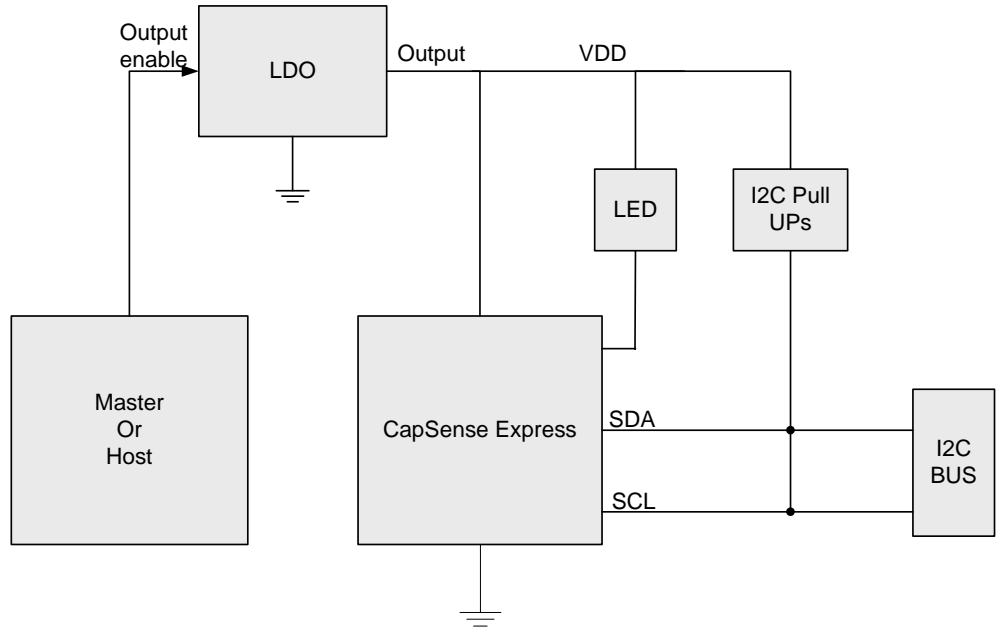 Output
enable
LDO
Output
VDD
LED
I2C Pull
UPs
Master
Or
Host
CapSense Express
SDA
SCL
I2C
BUS